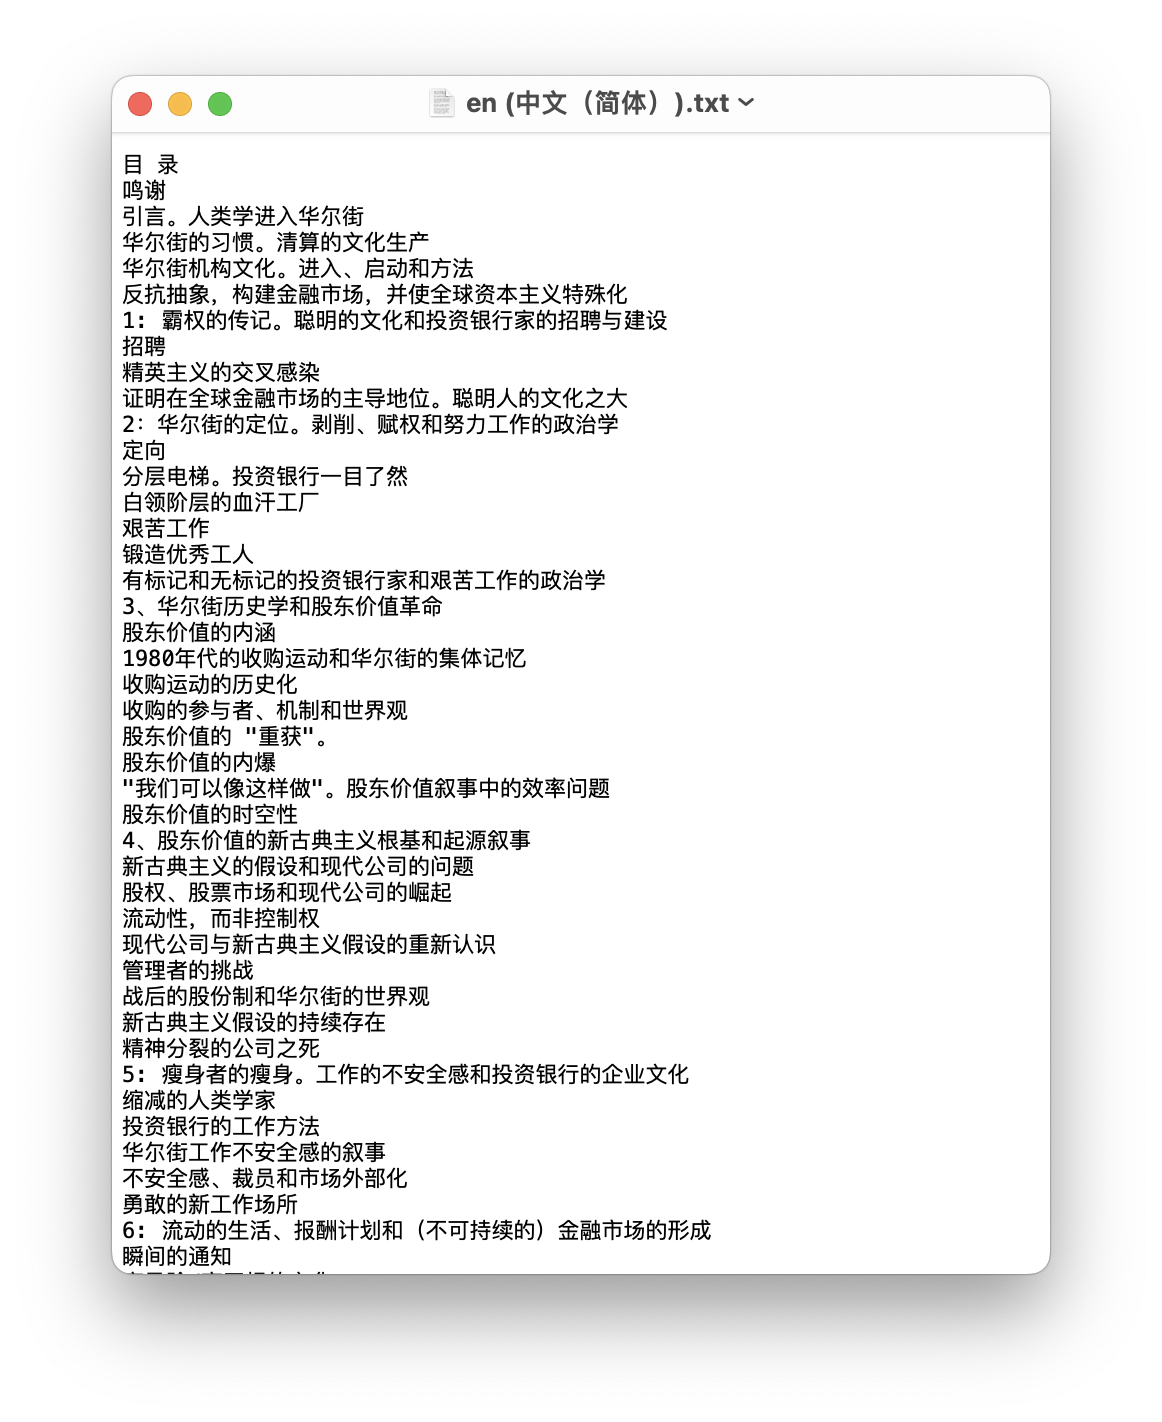 en (中文（简体）).txt
目 录
鸣谢
引言。人类学进入华尔街
华尔街的习惯。清算的文化生产
华尔街机构文化。进入、启动和方法
反抗抽象，构建金融市场，并使全球资本主义特殊化
1: 霸权的传记。聪明的文化和投资银行家的招聘与建设
招聘
精英主义的交叉感染
证明在全球金融市场的主导地位。聪明人的文化之大
2：华尔街的定位。剥削、赋权和努力工作的政治学
定向
分层电梯。投资银行一目了然
白领阶层的血汗工厂
艰苦工作
锻造优秀工人
有标记和无标记的投资银行家和艰苦工作的政治学
3、华尔街历史学和股东价值革命
股东价值的内涵
1980年代的收购运动和华尔街的集体记忆
收购运动的历史化
收购的参与者、机制和世界观
股东价值的 "重获"。
股东价值的内爆
"我们可以像这样做"。股东价值叙事中的效率问题
股东价值的时空性
4、股东价值的新古典主义根基和起源叙事
新古典主义的假设和现代公司的问题
股权、股票市场和现代公司的崛起
流动性，而非控制权
现代公司与新古典主义假设的重新认识
管理者的挑战
战后的股份制和华尔街的世界观
新古典主义假设的持续存在
精神分裂的公司之死
5: 瘦身者的瘦身。工作的不安全感和投资银行的企业文化
缩减的人类学家
投资银行的工作方法
华尔街工作不安全感的叙事
不安全感、裁员和市场外部化
勇敢的新工作场所
6: 流动的生活、报酬计划和（不可持续的）金融市场的形成
瞬间的通知